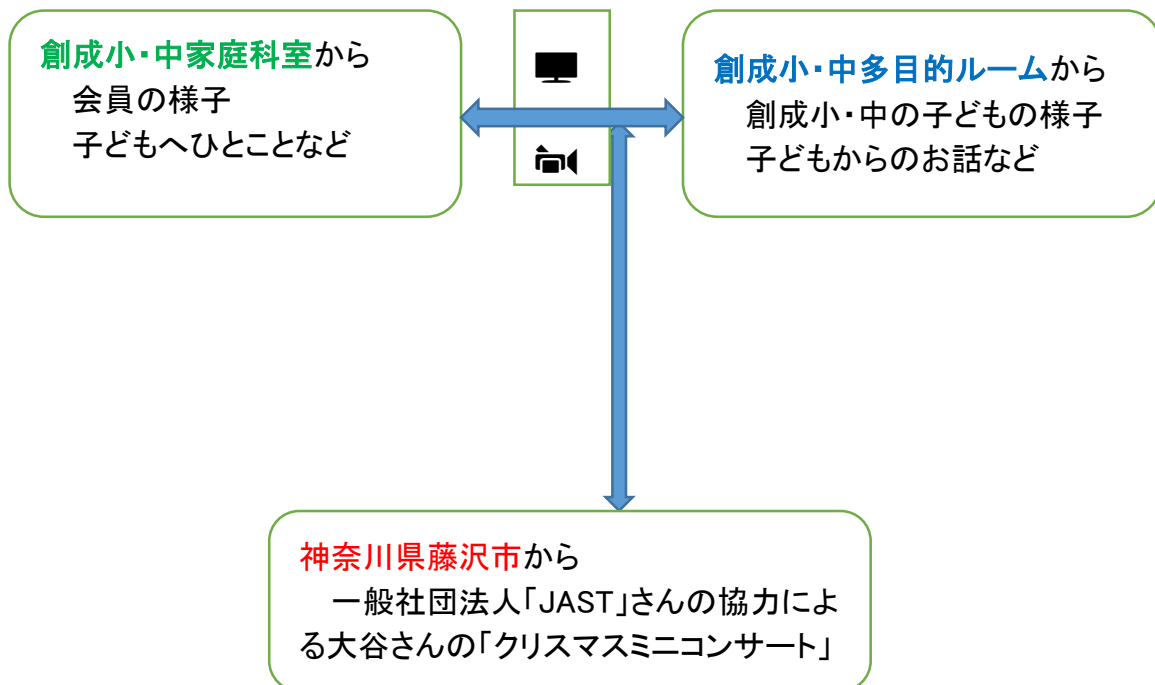 創成小・中家庭科室から
会員の様子
子どもへひとことなど
創成小・中多目的ルームから
創成小・中の子どもの様子
子どもからのお話など
神奈川県藤沢市から
一般社団法人「JAST」さんの協力によ
る大谷さんの「クリスマスミニコンサート」